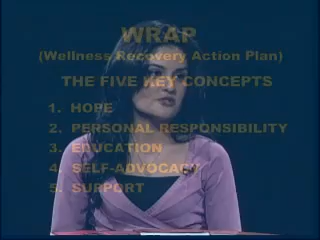 WRAP
(Wellness Recovery Action Plan)
THE FIVE KEY CONCEPTS
1. HOPE
2. PERSONAL RESPONSIBILITY
3. EDUCATION
4. SELF-ADVOCACY
5. SUPPORT